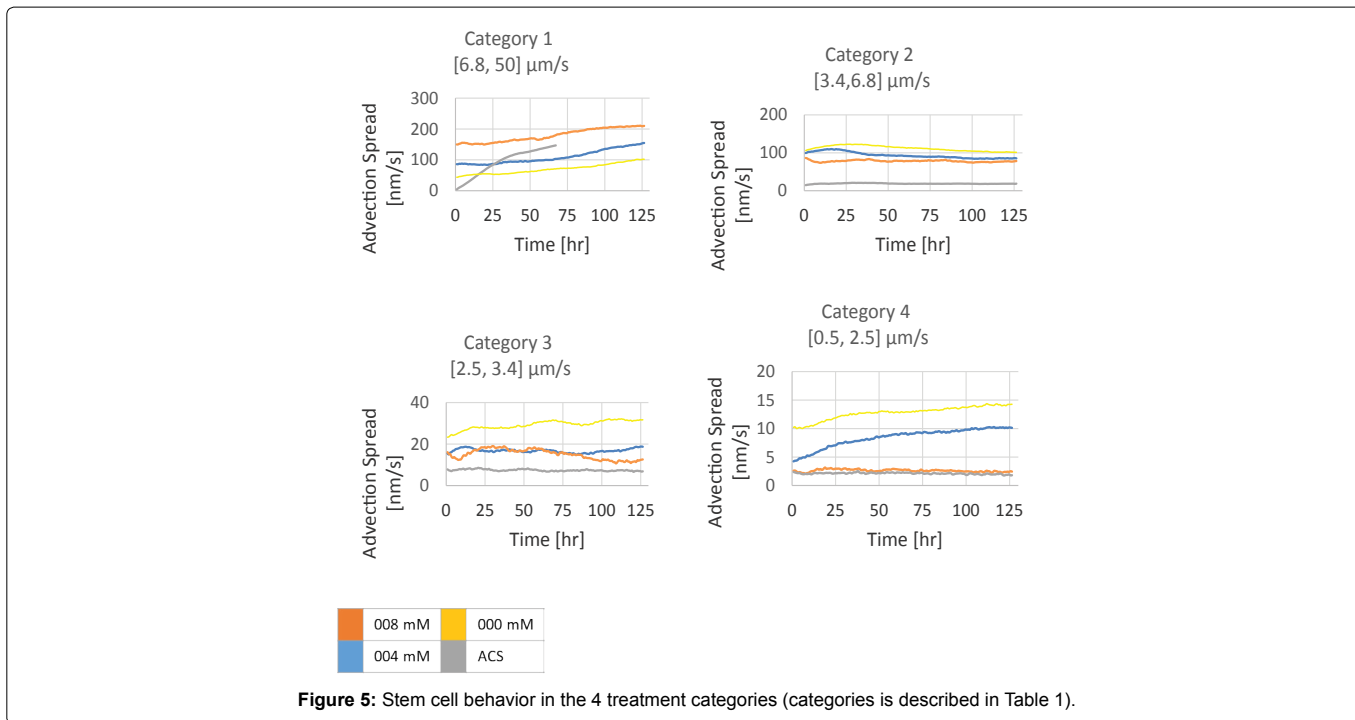 Category 1
[6.8, 50] μm/s
Advection Spread
[nm/s]
300
200
100
0
0 25 50 75 100 125
Time [hr]
Category 2
[3.4,6.8] μm/s
Advection Spread
[nm/s]
200
100
0
0 25 50 75 100 125
Time [hr]
Category 3
[2.5, 3.4] μm/s
Advection Spread
[nm/s]
40
20
0
0 25 50 75 100 125
Time [hr]
Category 4
[0.5, 2.5] μm/s
Advection Spread
[nm/s]
20
15
10
5
0
0 25 50 75 100 125
Time [hr]
008 mM 000 mM
004 mM ACS
Figure 5: Stem cell behavior in the 4 treatment categories (categories is described in Table 1).